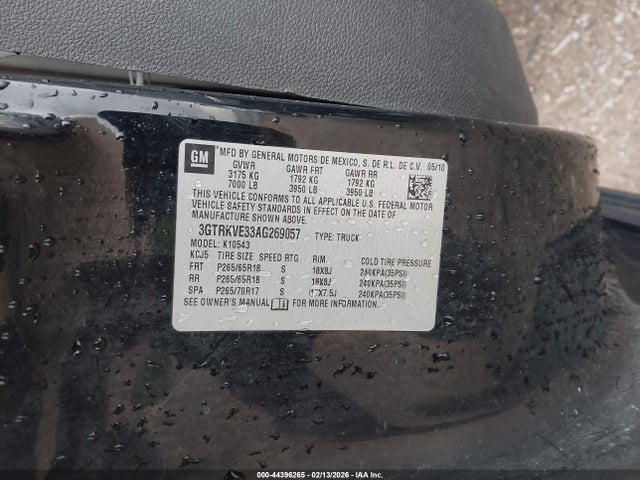 GM
MFD BY GENERAL MOTORS DE MEXICO, S. DE R.L. DE C.V. 05/10
GVWR GAWR FRT GAWR RR
3175 KG 1792 KG 1792 KG
7000 LB 3950 LB 3950 LB
THIS VEHICLE CONFORMS TO ALL APPLICABLE U.S. FEDERAL MOTOR
VEHICLE SAFETY STANDARDS IN EFFECT ON THE DATE OF
MANUFACTURE SHOWN ABOVE.
3GTRKVE33AG269057 TYPE: TRUCK
MODEL: K10543
KCJ5 TIRE SIZE SPEED RTG RIM COLD TIRE PRESSURE
FRT P265/65R18 S 18X8J 240KPA(35PSI)
RR P265/65R18 S 18X8J 240KPA(35PSI)
SPA P265/70R17 S 17X7.5J 240KPA(35PSI)
SEE OWNER'S MANUAL FOR MORE INFORMATION.
000-44396265 - 02/13/2026 - IAA Inc.